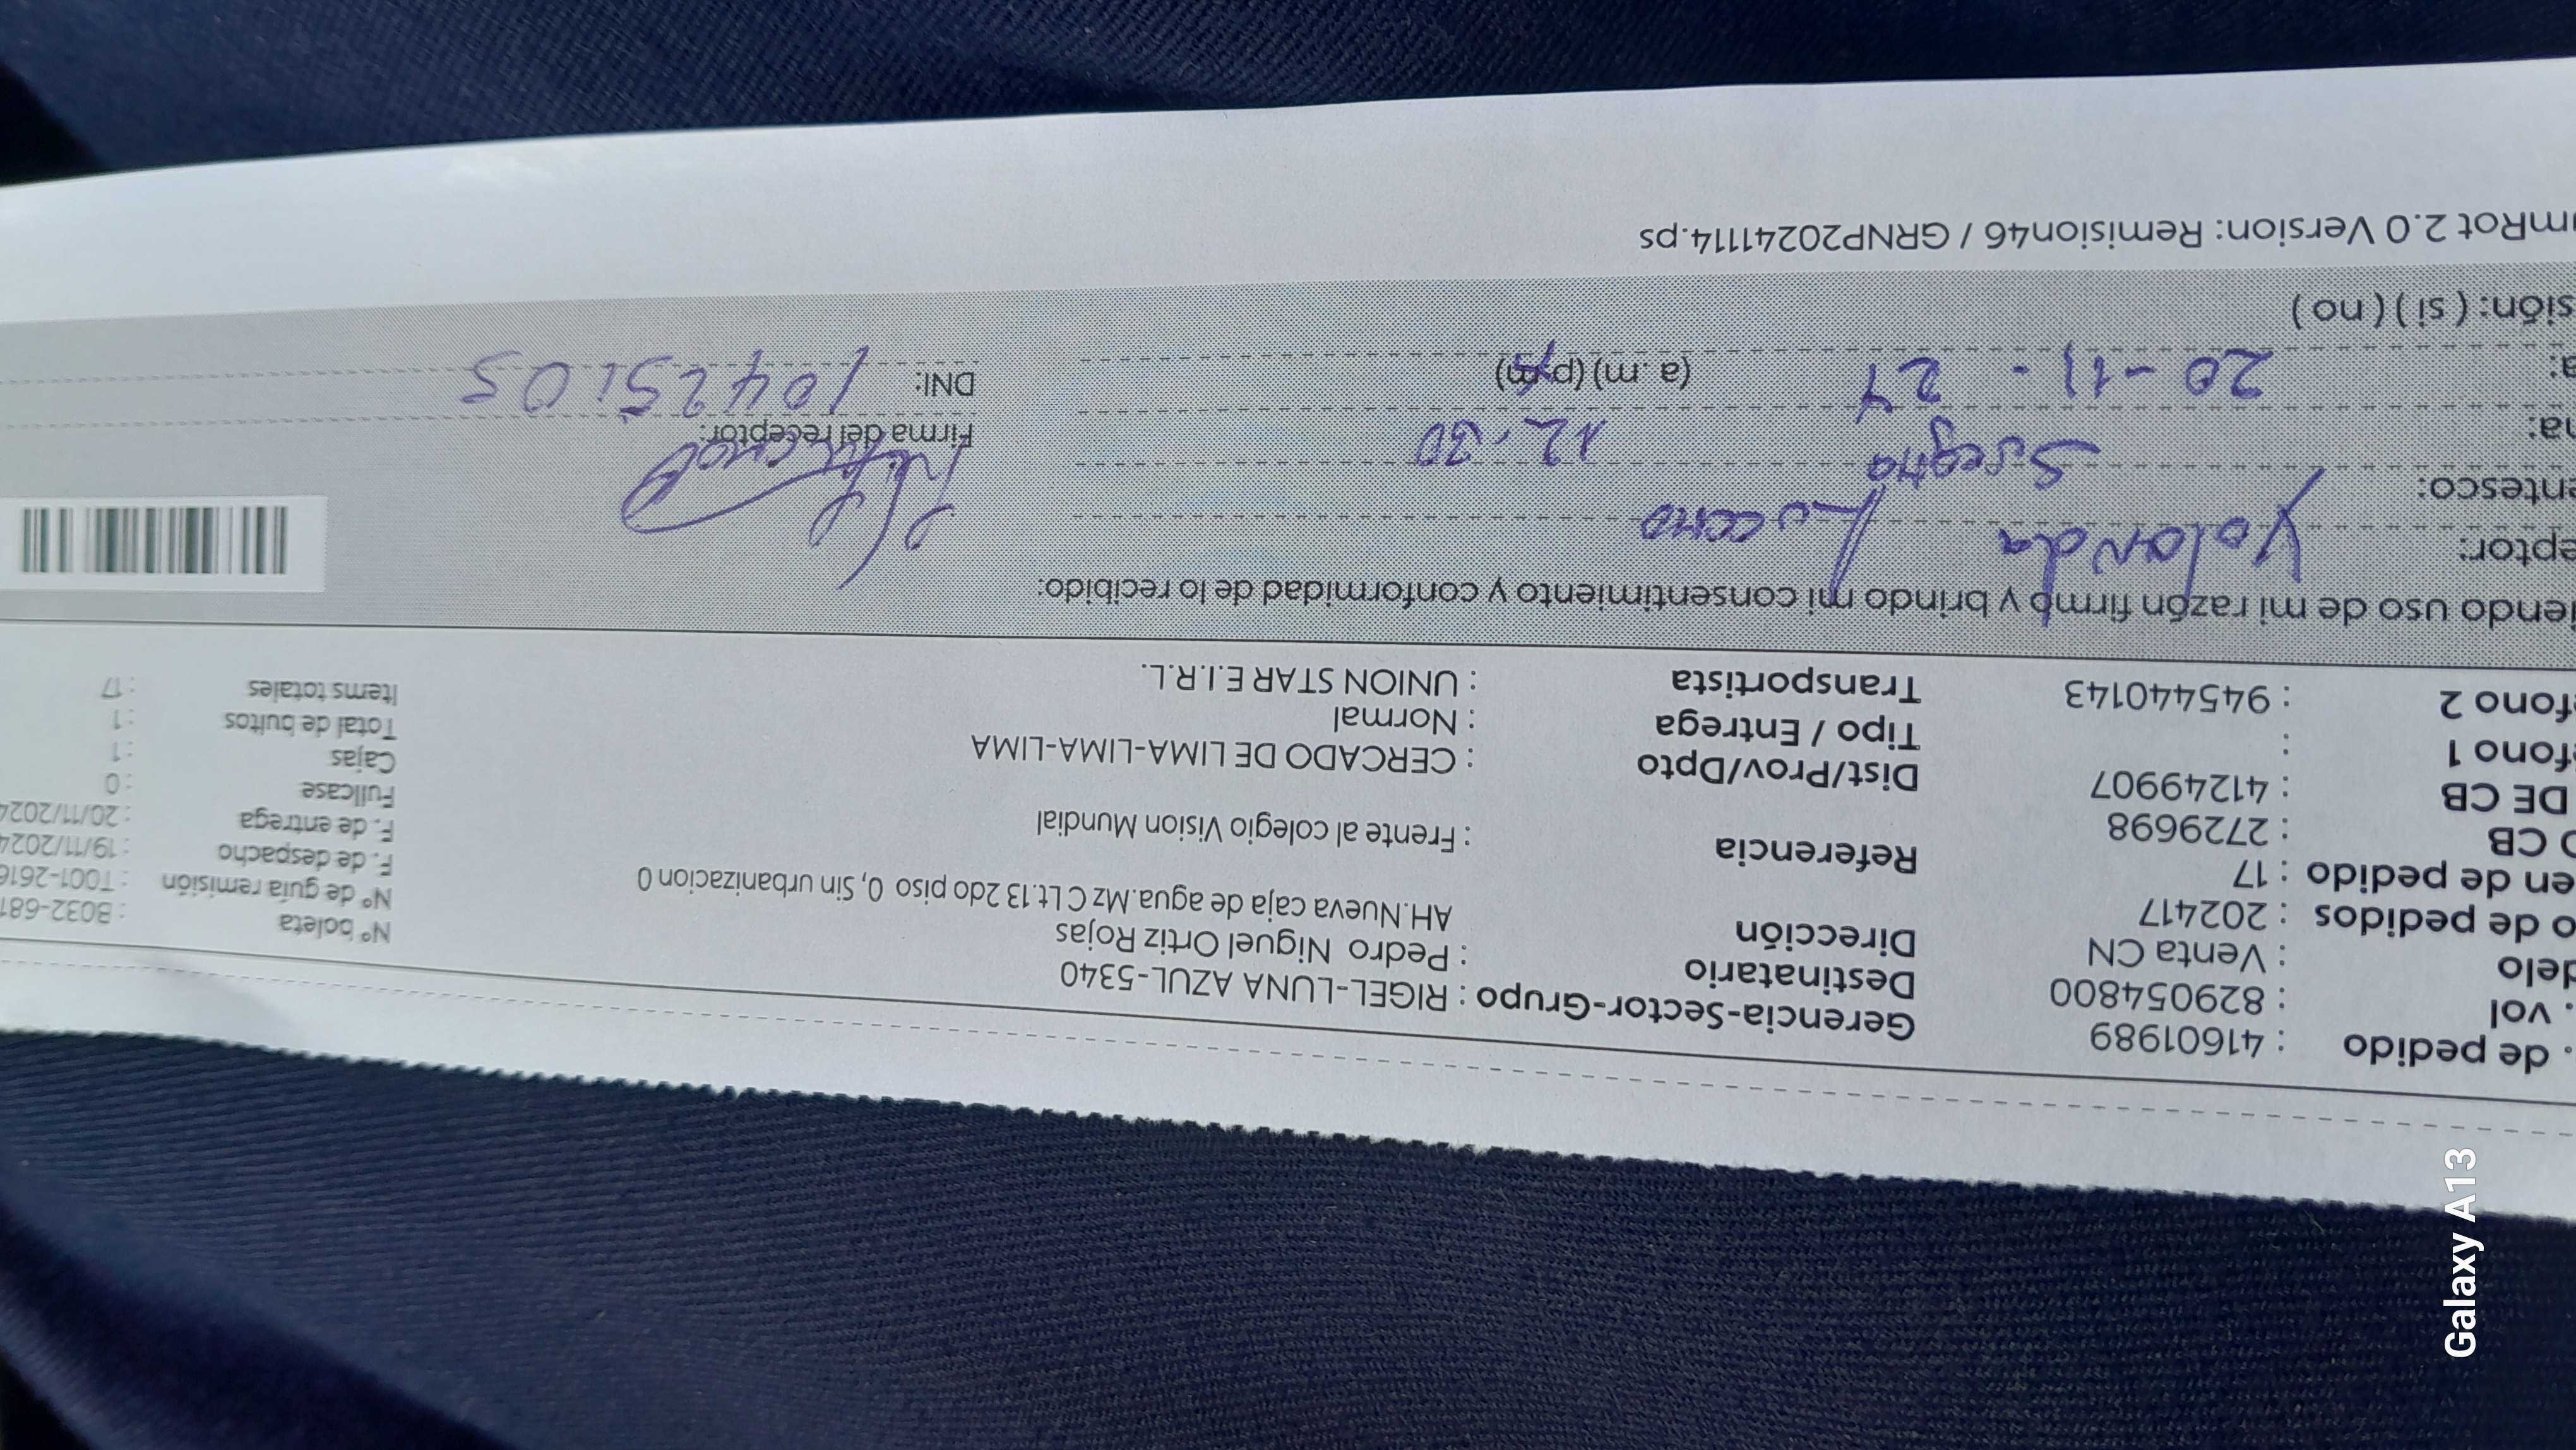 . de pedido : 41601989 Gerencia-Sector-Grupo : RIGEL-LUNA AZUL-5340 N° boleta : B032-681
. vol : 829054800 Destinatario : Pedro Niguel Ortiz Rojas N° de guía remisión : T001-2616
delo : Venta CN Dirección AH.Nueva caja de agua.Mz C Lt.13 2do piso 0, Sin urbanizacion 0 F. de despacho : 19/11/2024
o de pedidos : 202417 F. de entrega : 20/11/2024
en de pedido : 17 Referencia : Frente al colegio Vision Mundial Fullcase : 0
O CB : 2729698 Cajas : 1
DE CB : 41249907 Dist/Prov/Dpto : CERCADO DE LIMA-LIMA-LIMA Total de bultos : 1
éfono 1 : Tipo / Entrega : Normal Items totales : 17
éfono 2 : 945440143 Transportista : UNION STAR E.I.R.L.
iendo uso de mi razón firmo y brindo mi consentimiento y conformidad de lo recibido:
eptor: Yolanda Lucano
entesco: Suegra
na: 12.30 Firma del receptor:
a: 20-11-24 (a.m) (p.m) DNI: 10425105
sión: ( si ) ( no )
mRot 2.0 Version: Remision46 / GRNP20241114.ps
Galaxy A13